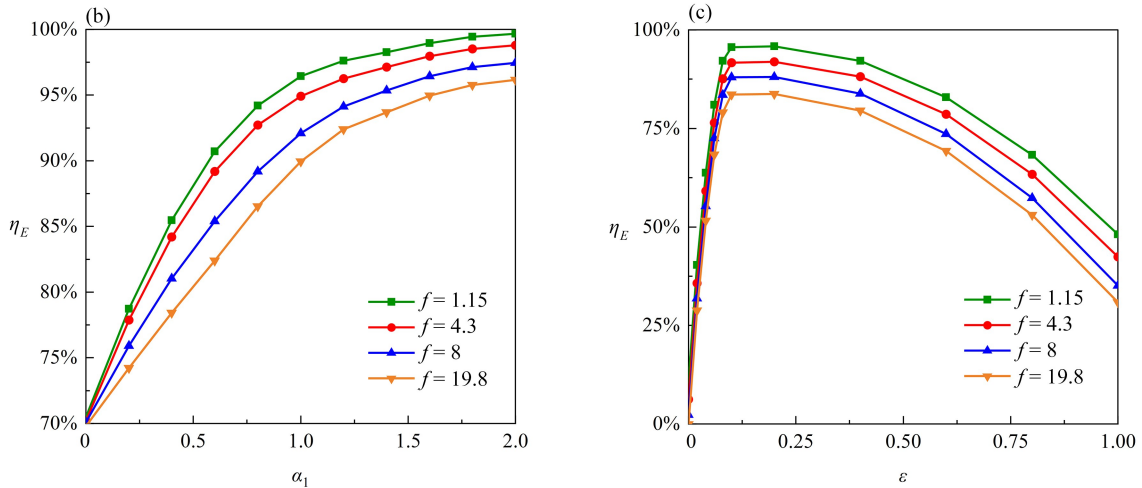 (b)
100%
95%
90%
85%
80%
75%
70%
η_E
0
0.5
1.0
1.5
2.0
α₁
f = 1.15
f = 4.3
f = 8
f = 19.8
(c)
100%
75%
50%
25%
0%
η_E
0
0.25
0.50
0.75
1.00
ε
f = 1.15
f = 4.3
f = 8
f = 19.8